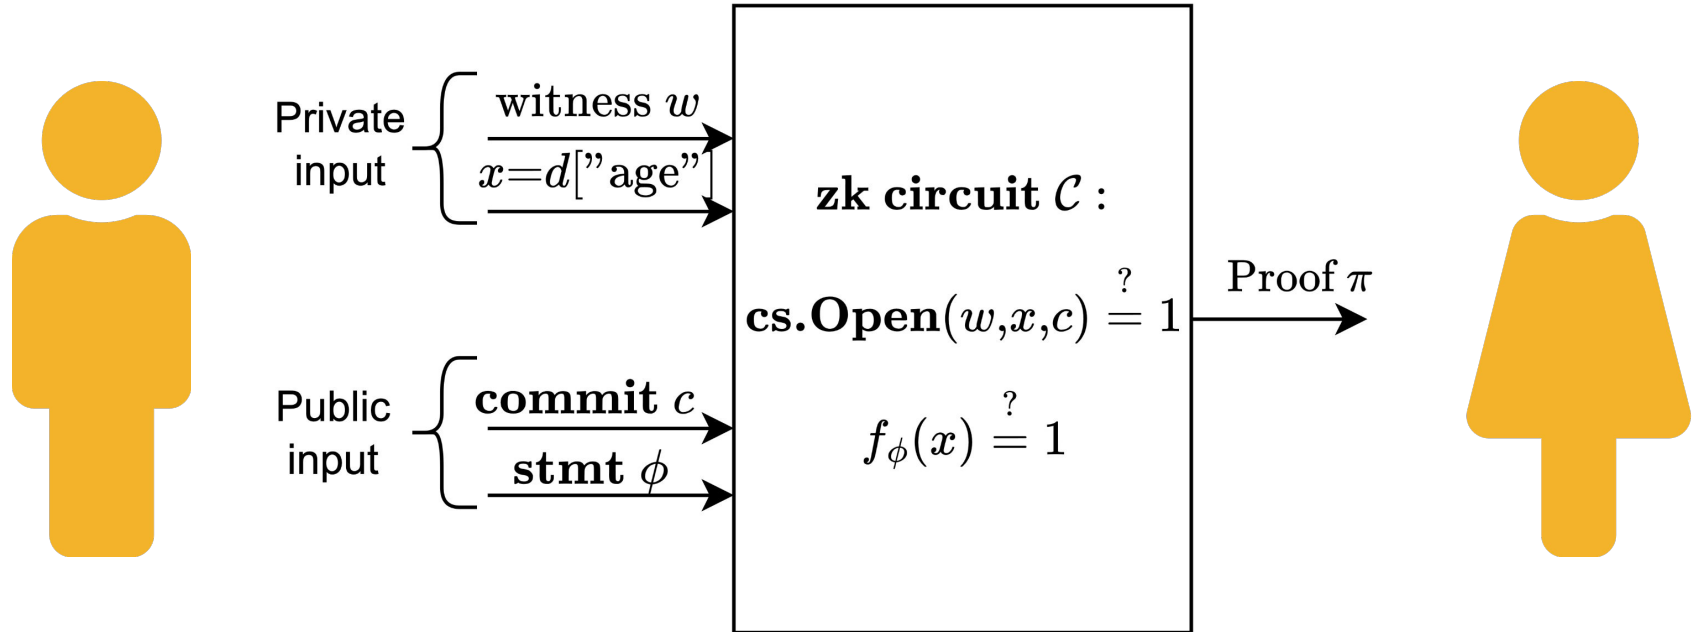 Private
input
witness w
x=d["age"]
Public
input
commit c
stmt ϕ
zk circuit 𝒞 :
cs.Open(w,x,c) ≟ 1
f_ϕ(x) ≟ 1
Proof π